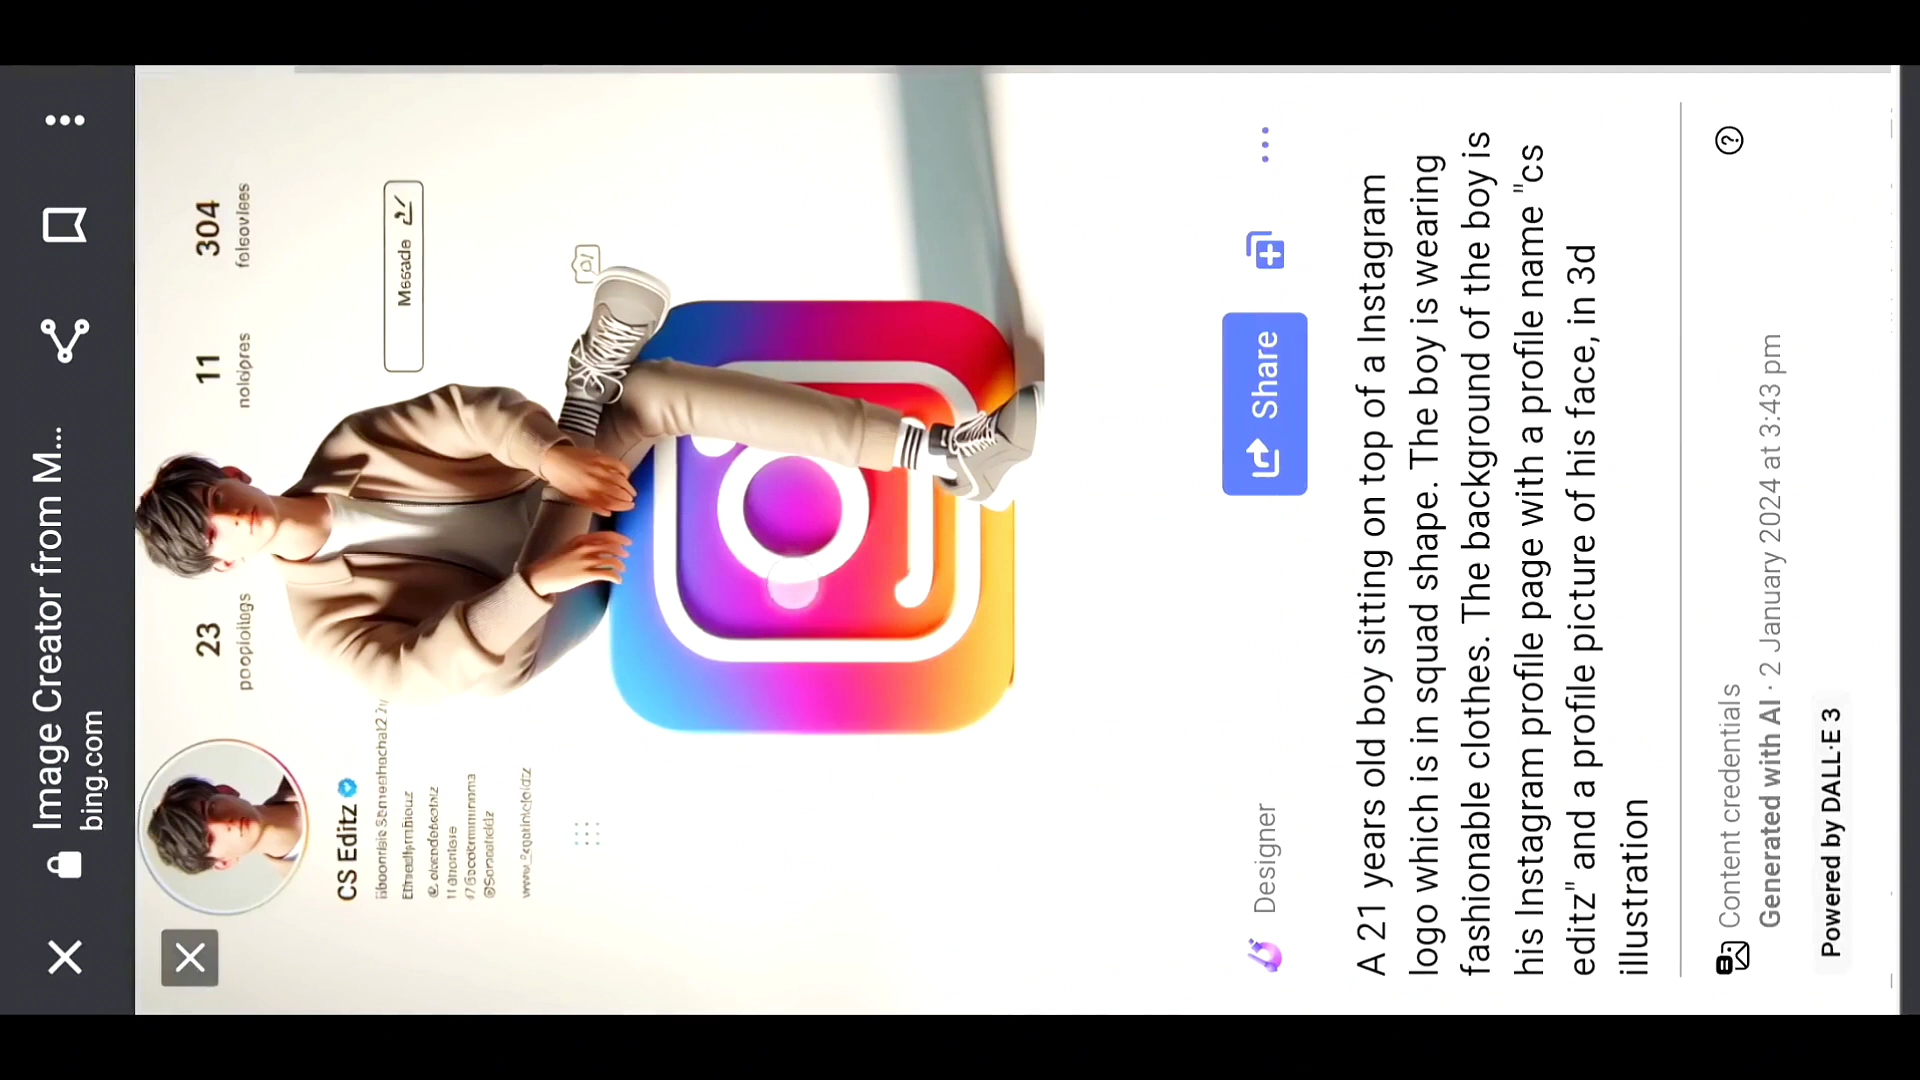 Image Creator from M...
bing.com
23
11
304
nolopres
foleovlees
CS Editz
Messade
Designer
Share
A 21 years old boy sitting on top of a Instagram
logo which is in squad shape. The boy is wearing
fashionable clothes. The background of the boy is
his Instagram profile page with a profile name "cs
editz" and a profile picture of his face, in 3d
illustration
Content credentials
Generated with AI · 2 January 2024 at 3:43 pm
Powered by DALL·E 3